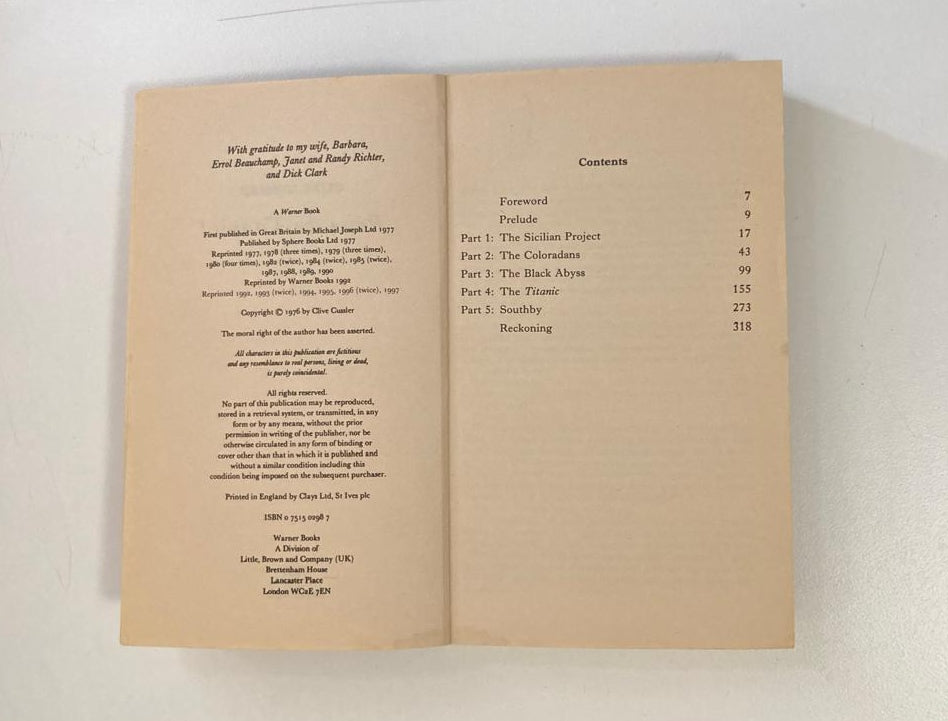 With gratitude to my wife, Barbara,
Errol Beauchamp, Janet and Randy Richter,
and Dick Clark
A Warner Book
First published in Great Britain by Michael Joseph Ltd 1977
Published by Sphere Books Ltd 1977
Reprinted 1977, 1978 (three times), 1979 (three times),
1980 (four times), 1982 (twice), 1984 (twice), 1985 (twice),
1987, 1988, 1989, 1990
Reprinted by Warner Books 1992
Reprinted 1992, 1993 (twice), 1994, 1995, 1996 (twice), 1997
Copyright © 1976 by Clive Cussler
The moral right of the author has been asserted.
All characters in this publication are fictitious
and any resemblance to real persons, living or dead,
is purely coincidental.
All rights reserved.
No part of this publication may be reproduced,
stored in a retrieval system, or transmitted, in any
form or by any means, without the prior
permission in writing of the publisher, nor be
otherwise circulated in any form of binding or
cover other than that in which it is published and
without a similar condition including this
condition being imposed on the subsequent purchaser.
Printed in England by Clays Ltd, St Ives plc
ISBN 0 7515 0298 7
Warner Books
A Division of
Little, Brown and Company (UK)
Brettenham House
Lancaster Place
London WC2E 7EN
Contents
Foreword 7
Prelude 9
Part 1: The Sicilian Project 17
Part 2: The Coloradans 43
Part 3: The Black Abyss 99
Part 4: The Titanic 155
Part 5: Southby 273
Reckoning 318